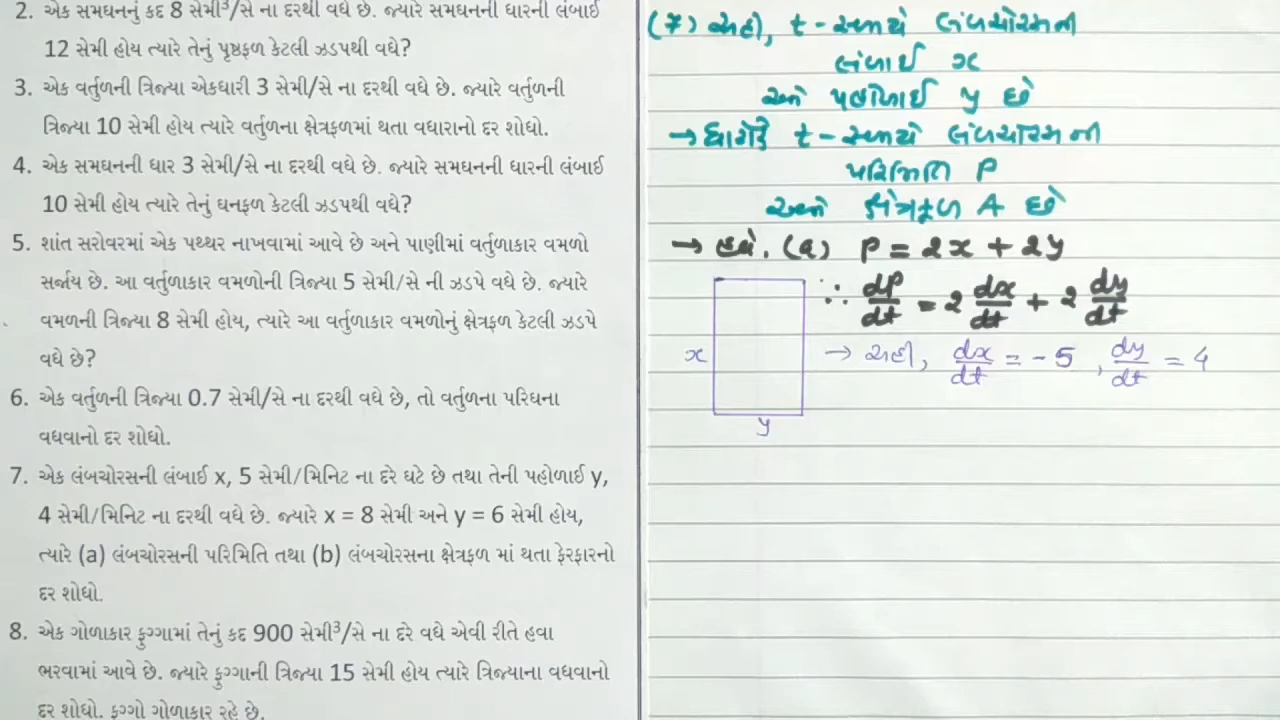 2. એક સમઘનનું કદ 8 સેમી³/સે ના દરથી વધે છે. જ્યારે સમઘનની ધારની લંબાઈ
12 સેમી હોય ત્યારે તેનું પૃષ્ઠફળ કેટલી ઝડપથી વધે?
3. એક વર્તુળની ત્રિજ્યા એકધારી 3 સેમી/સે ના દરથી વધે છે. જ્યારે વર્તુળની
ત્રિજ્યા 10 સેમી હોય ત્યારે વર્તુળના ક્ષેત્રફળમાં થતા વધારાનો દર શોધો.
4. એક સમઘનની ધાર 3 સેમી/સે ના દરથી વધે છે. જ્યારે સમઘનની ધારની લંબાઈ
10 સેમી હોય ત્યારે તેનું ઘનફળ કેટલી ઝડપથી વધે?
5. શાંત સરોવરમાં એક પથ્થર નાખવામાં આવે છે અને પાણીમાં વર્તુળાકાર વમળો
સર્જાય છે. આ વર્તુળાકાર વમળોની ત્રિજ્યા 5 સેમી/સે ની ઝડપે વધે છે. જ્યારે
વમળની ત્રિજ્યા 8 સેમી હોય, ત્યારે આ વર્તુળાકાર વમળોનું ક્ષેત્રફળ કેટલી ઝડપે
વધે છે?
6. એક વર્તુળની ત્રિજ્યા 0.7 સેમી/સે ના દરથી વધે છે, તો વર્તુળના પરિઘના
વધવાનો દર શોધો.
7. એક લંબચોરસની લંબાઈ x, 5 સેમી/મિનિટ ના દરે ઘટે છે તથા તેની પહોળાઈ y,
4 સેમી/મિનિટ ના દરથી વધે છે. જ્યારે x = 8 સેમી અને y = 6 સેમી હોય,
ત્યારે (a) લંબચોરસની પરિમિતિ તથા (b) લંબચોરસના ક્ષેત્રફળ માં થતા ફેરફારનો
દર શોધો.
8. એક ગોળાકાર ફુગ્ગામાં તેનું કદ 900 સેમી³/સે ના દરે વધે એવી રીતે હવા
ભરવામાં આવે છે. જ્યારે ફુગ્ગાની ત્રિજ્યા 15 સેમી હોય ત્યારે ત્રિજ્યાના વધવાનો
દર શોધો. ફુગ્ગો ગોળાકાર રહે છે.
(૭) અહીં, t - સમયે લંબચોરસની
લંબાઈ x
અને પહોળાઈ y છે
→ ધારોકે t - સમયે લંબચોરસની
પરિમિતિ P
અને ક્ષેત્રફળ A છે
→ હવે. (a) P = 2x + 2y
∴ dP/dt = 2 dx/dt + 2 dy/dt
x → અહીં, dx/dt = - 5 , dy/dt = 4
y